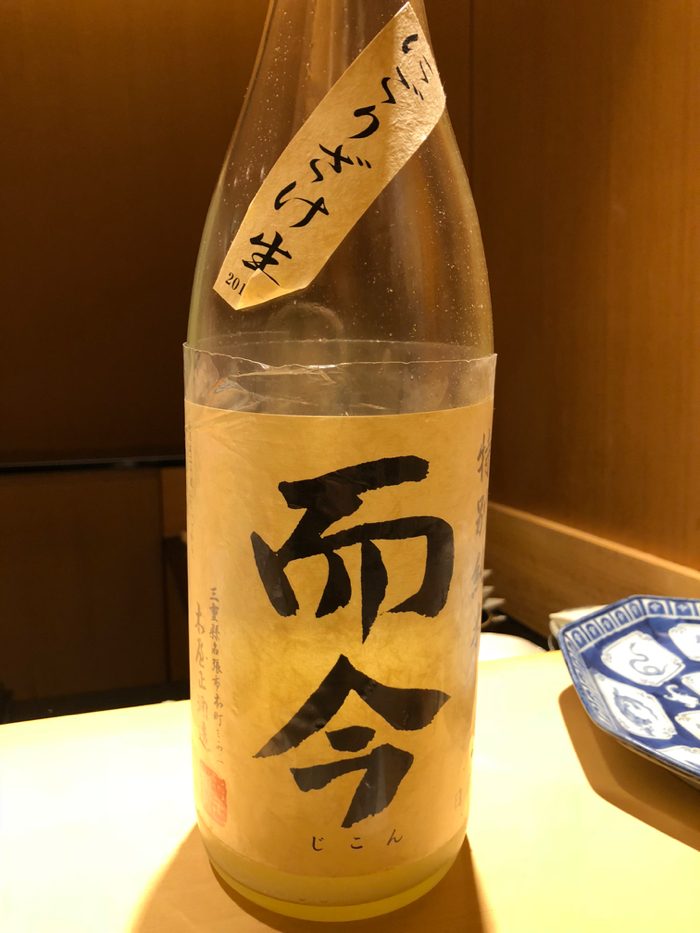 にごりざけ生
201
而今
じこん
特別純
三重県名張市本町
木屋正酒造